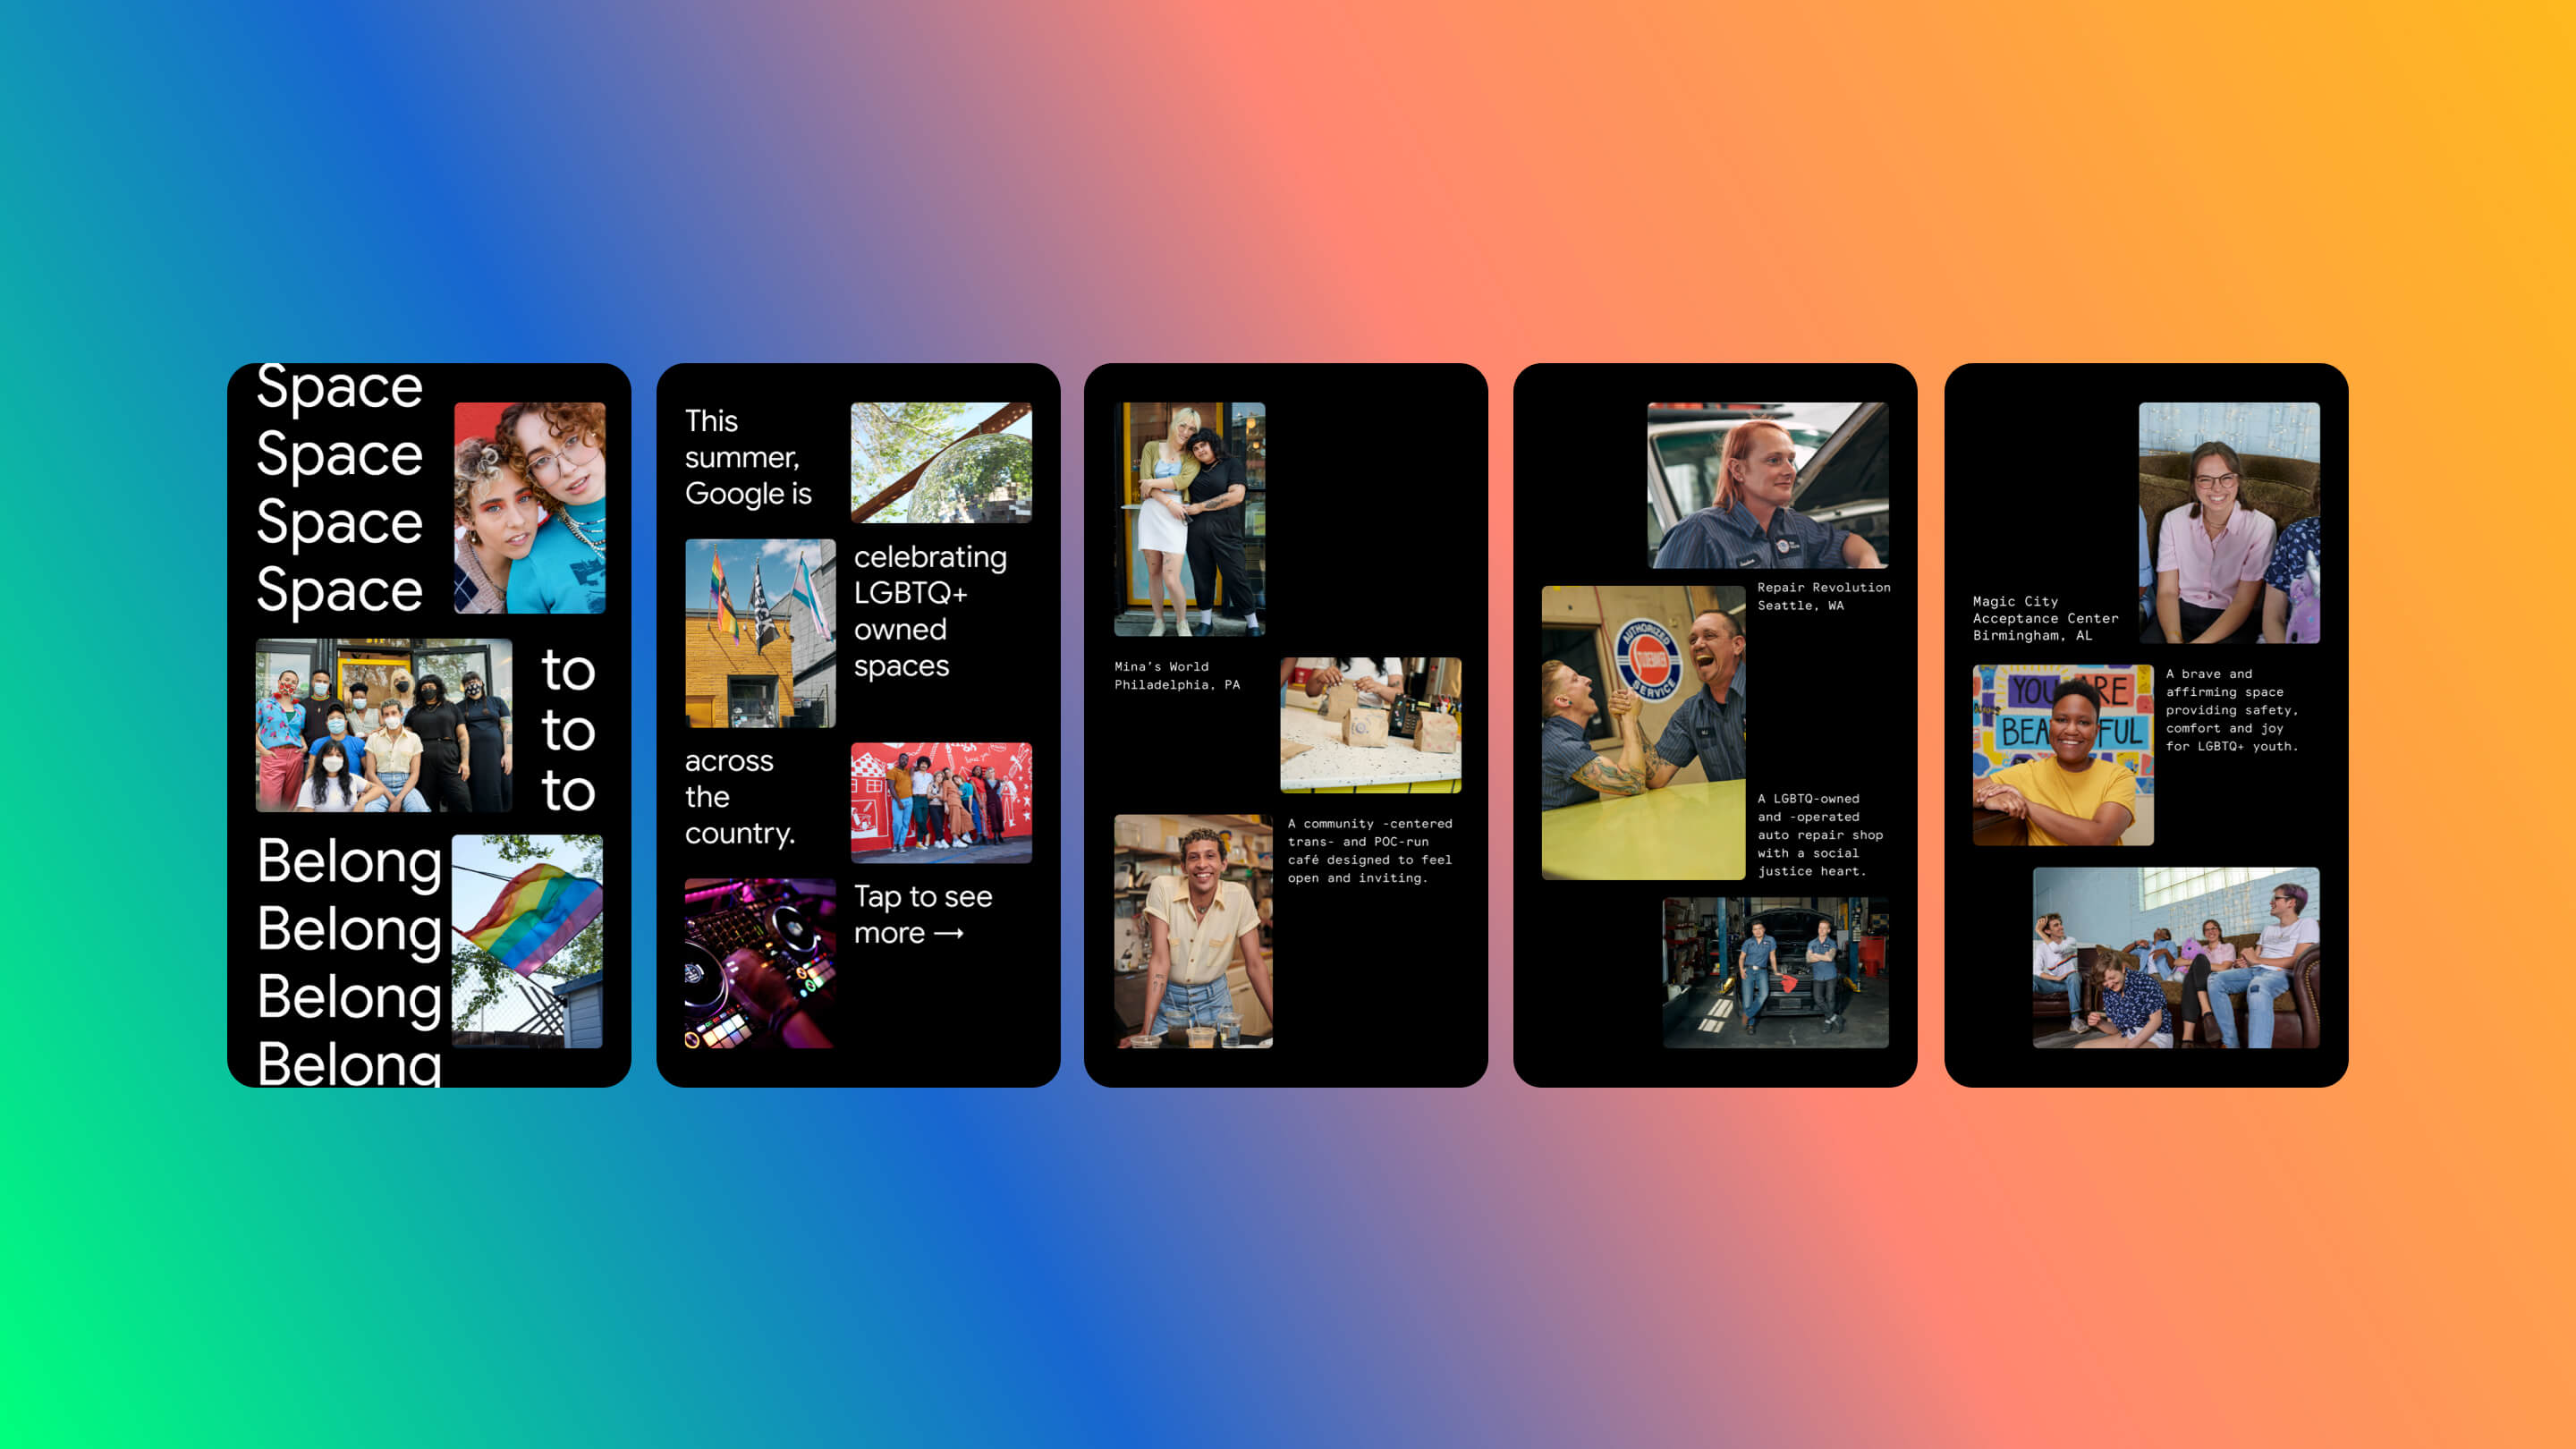 Space
Space
Space
Space
to
to
to
Belong
Belong
Belong
Belong
This
summer,
Google is
celebrating
LGBTQ+
owned
spaces
across
the
country.
Tap to see
more →
Mina's World
Philadelphia, PA
A community -centered
trans- and POC-run
café designed to feel
open and inviting.
Repair Revolution
Seattle, WA
AUTHORIZED
STUDEBAKER
SERVICE
A LGBTQ-owned
and -operated
auto repair shop
with a social
justice heart.
Magic City
Acceptance Center
Birmingham, AL
YOU ARE
BEA FUL
A brave and
affirming space
providing safety,
comfort and joy
for LGBTQ+ youth.